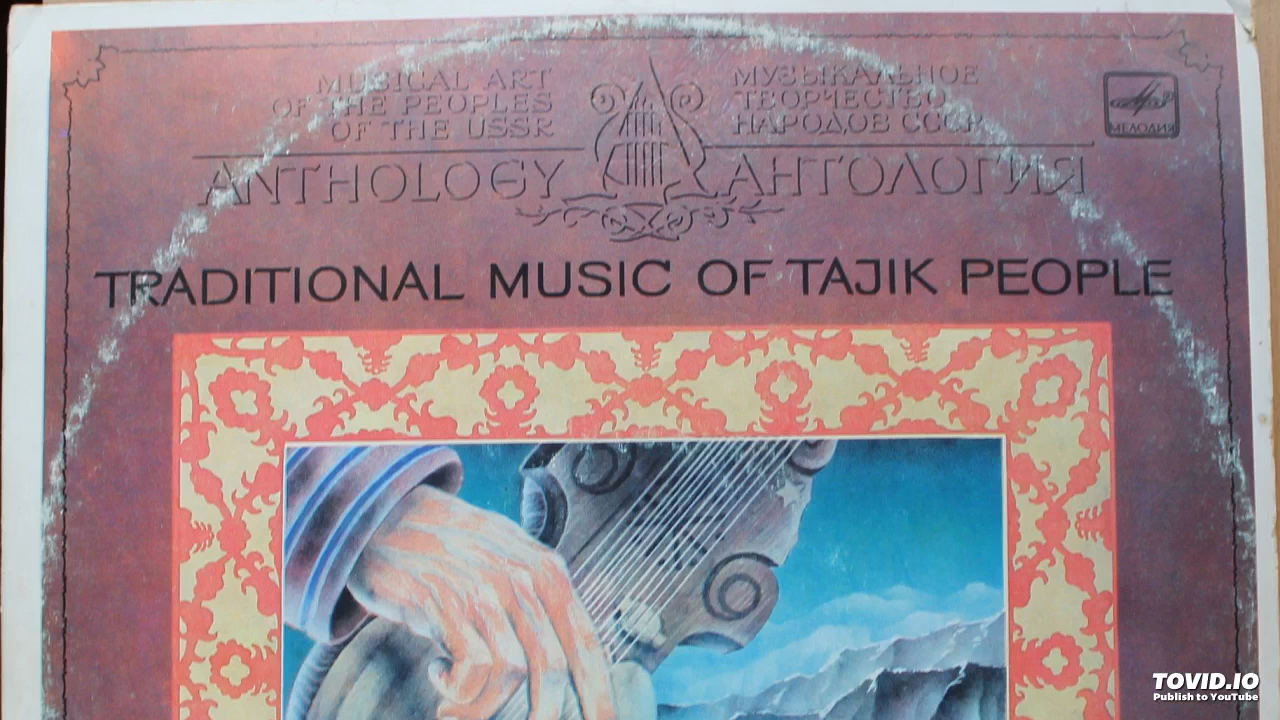 MUSICAL ART
OF THE PEOPLES
OF THE USSR
ANTHOLOGY
МУЗЫКАЛЬНОЕ
ТВОРЧЕСТВО
НАРОДОВ СССР
АНТОЛОГИЯ
МЕЛОДИЯ
TRADITIONAL MUSIC OF TAJIK PEOPLE
TOVID.IO
Publish to YouTube